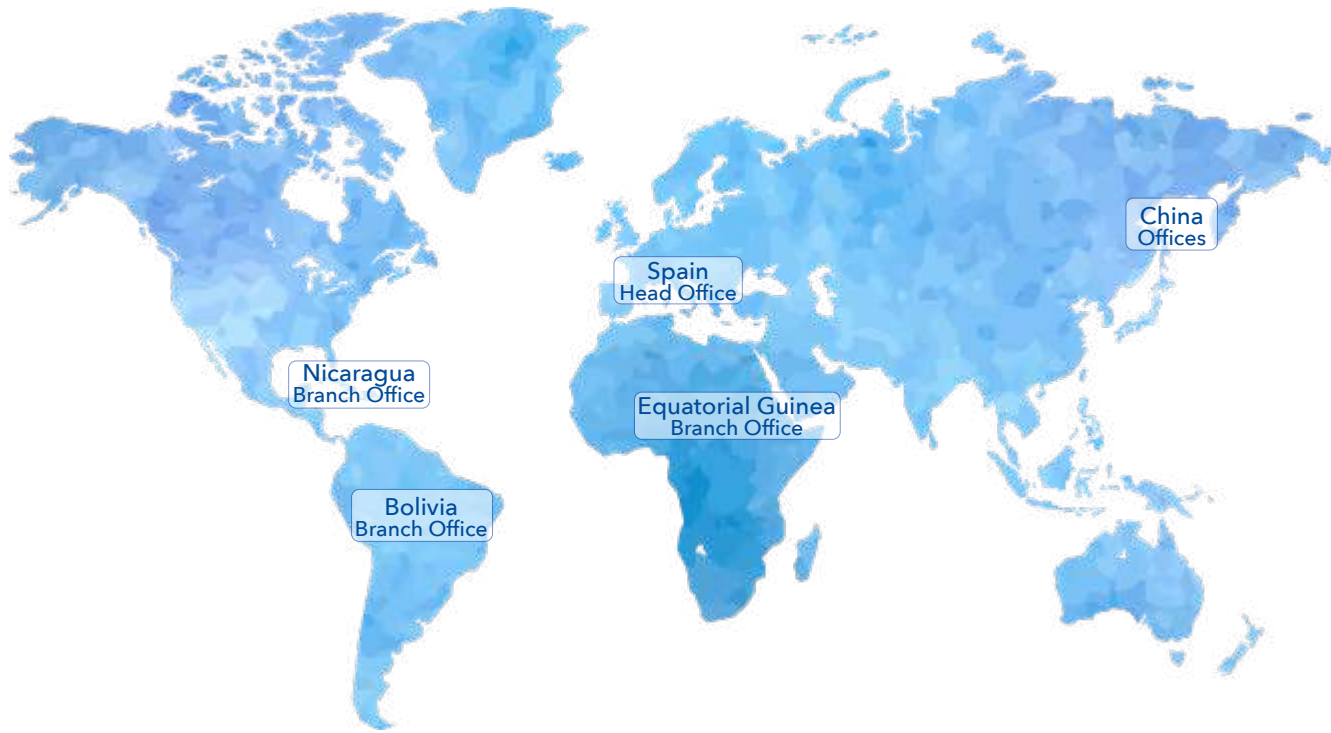 China
Offices
Spain
Head Office
Nicaragua
Branch Office
Equatorial Guinea
Branch Office
Bolivia
Branch Office